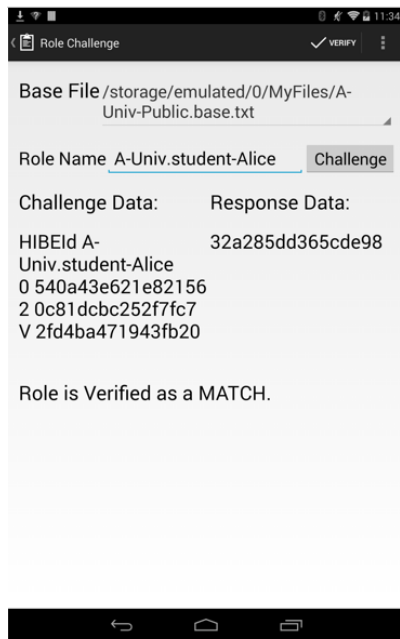 11:34
Role Challenge
VERIFY
Base File /storage/emulated/0/MyFiles/A-
Univ-Public.base.txt
Role Name A-Univ.student-Alice Challenge
Challenge Data: Response Data:
HIBEId A- 32a285dd365cde98
Univ.student-Alice
0 540a43e621e82156
2 0c81dcbc252f7fc7
V 2fd4ba471943fb20
Role is Verified as a MATCH.